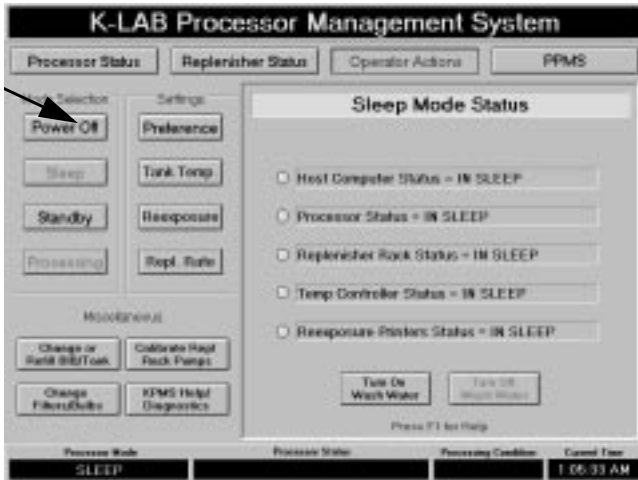 K-LAB Processor Management System
Processor Status
Replenisher Status
Operator Actions
PPMS
Mode Selection
Settings
Power Off
Preference
Sleep
Tank Temp
Standby
Reexposure
Processing
Repl. Rate
Miscellaneous
Change or
Refill Btl/Tank
Calibrate Repl
Rack Pumps
Change
Filters/Bulbs
KPMS Help/
Diagnostics
Sleep Mode Status
Host Computer Status = IN SLEEP
Processor Status = IN SLEEP
Replenisher Rack Status = IN SLEEP
Temp Controller Status = IN SLEEP
Reexposure Printers Status = IN SLEEP
Turn On
Wash Water
Turn Off
Wash Water
Press F1 for Help
Processor Mode
Processor Status
Processing Condition
Current Time
SLEEP
1:05:33 AM